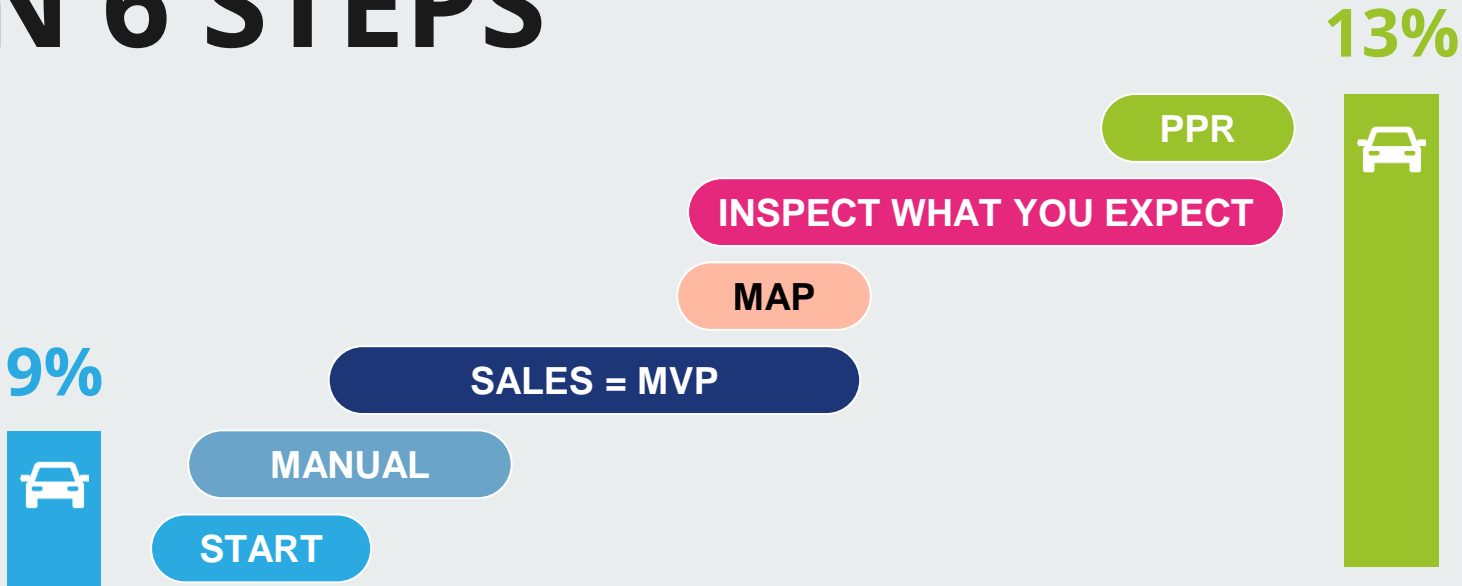 N 6 STEPS
13%
PPR
INSPECT WHAT YOU EXPECT
MAP
9%
SALES = MVP
MANUAL
START